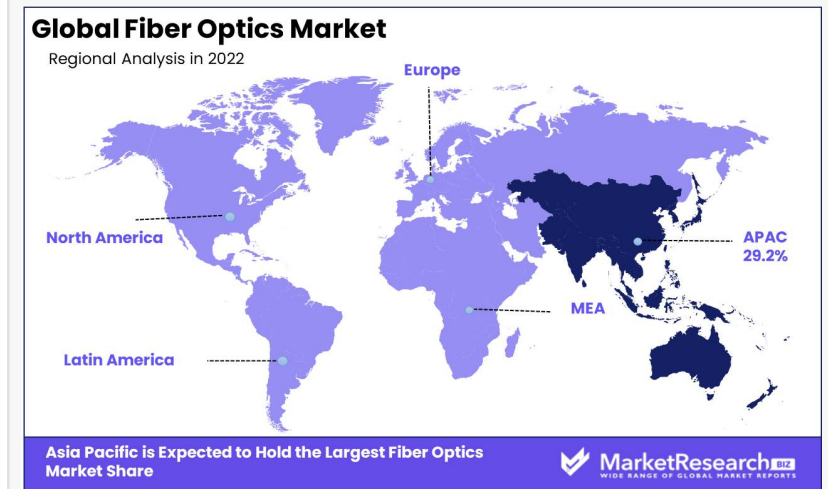 Global Fiber Optics Market
Regional Analysis in 2022
Europe
North America
APAC
29.2%
MEA
Latin America
Asia Pacific is Expected to Hold the Largest Fiber Optics
Market Share
MarketResearch BIZ
WIDE RANGE OF GLOBAL MARKET REPORTS